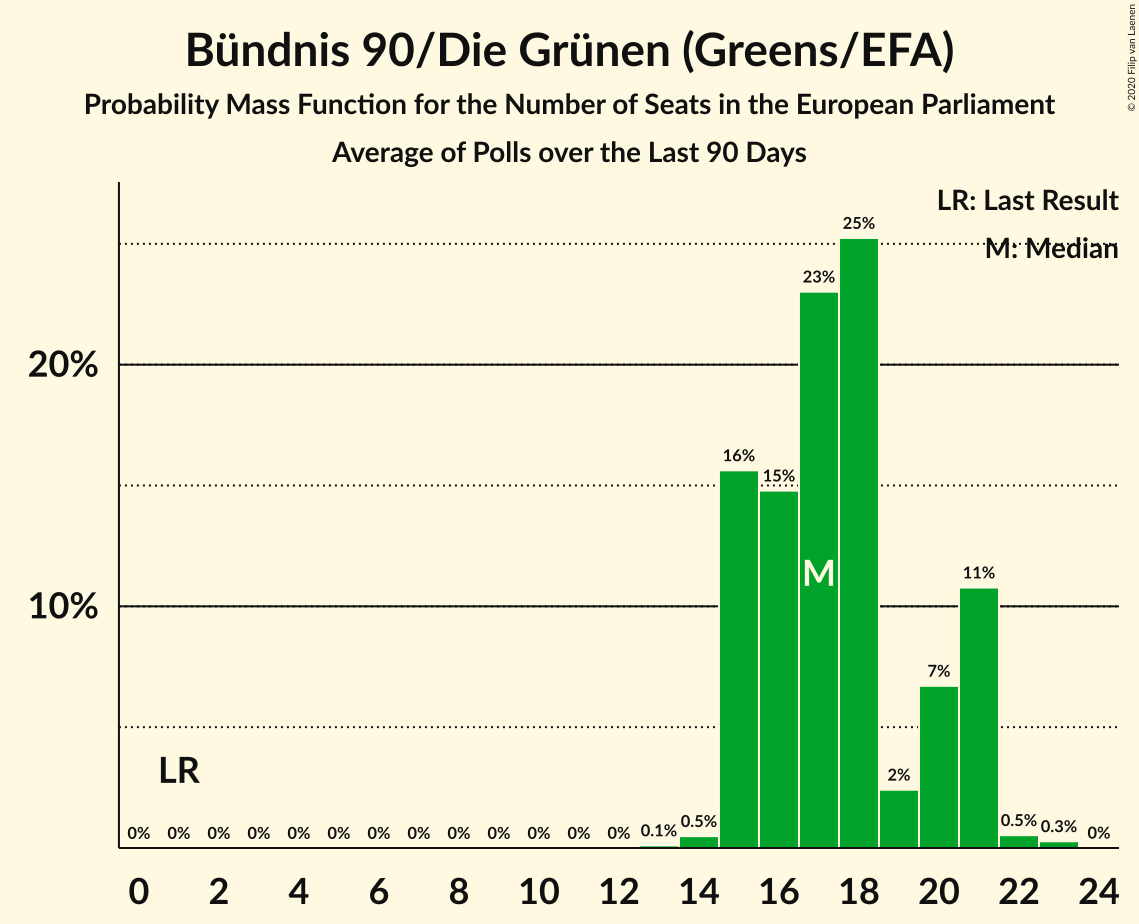 Bündnis 90/Die Grünen (Greens/EFA)
Probability Mass Function for the Number of Seats in the European Parliament
Average of Polls over the Last 90 Days
© 2020 Filip van Laenen
LR: Last Result
M: Median
25%
23%
20%
16%
15%
M
11%
10%
7%
LR
2%
0% 0% 0% 0% 0% 0% 0% 0% 0% 0% 0% 0% 0% 0.1% 0.5% 0.5% 0.3% 0%
0 2 4 6 8 10 12 14 16 18 20 22 24